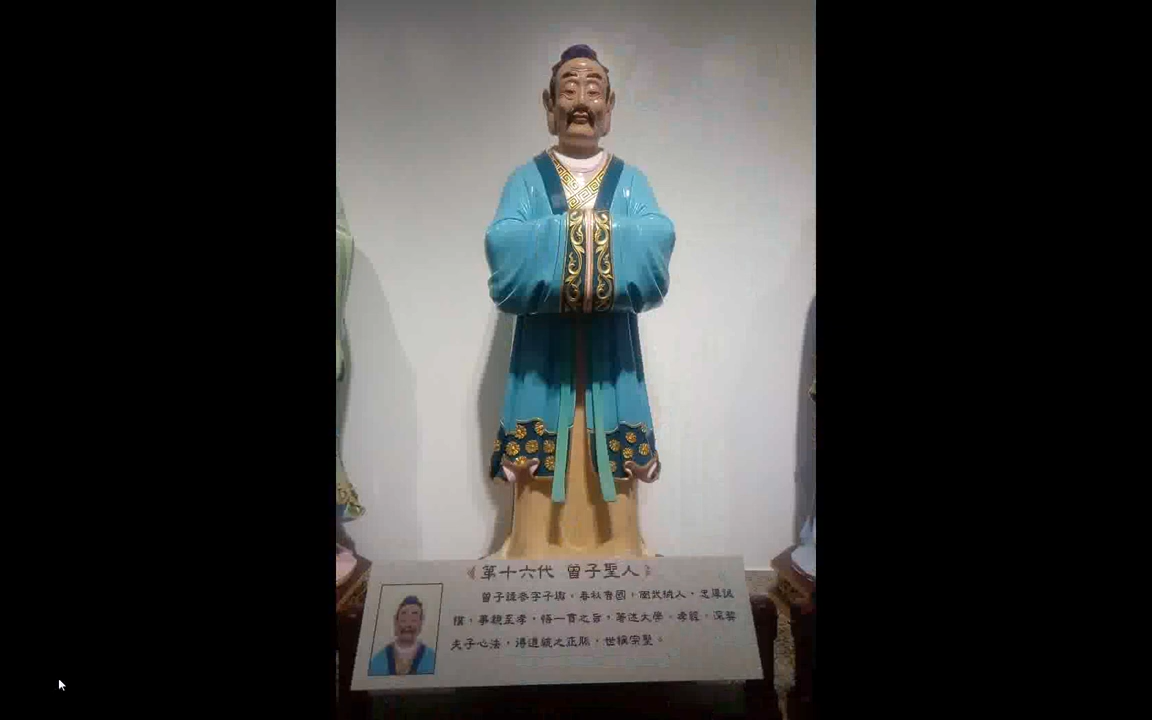 第十六代 曾子聖人
曾子諱參字子輿，春秋魯國，南武城人，忠厚誠
樸，事親至孝，悟一貫之旨，著述大學、孝經，深契
夫子心法，得道統之正脈，世稱宗聖。